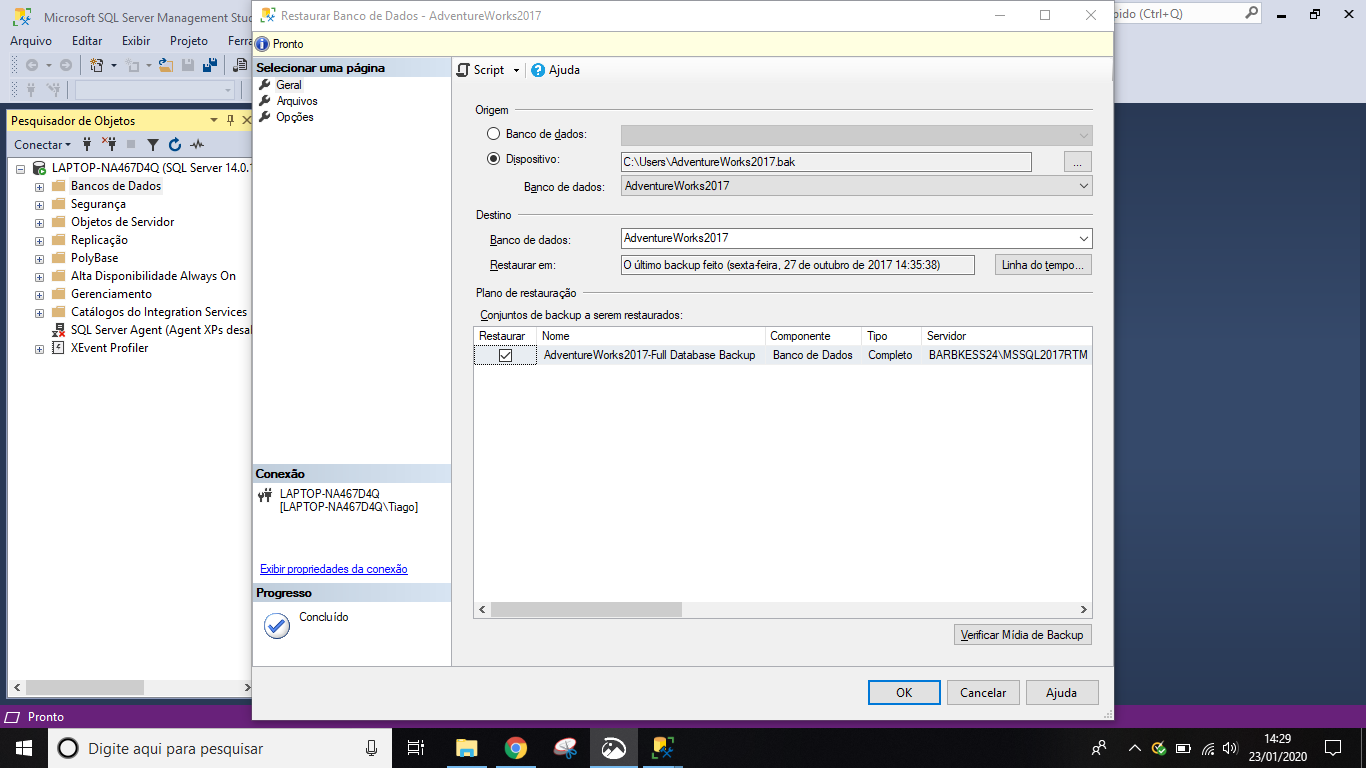 Microsoft SQL Server Management Stu
Restaurar Banco de Dados - AdventureWorks2017
pido (Ctrl+Q)
Arquivo Editar Exibir Projeto Ferra
Pronto
Selecionar uma página
Geral
Arquivos
Opções
Script Ajuda
Pesquisador de Objetos
Conectar
LAPTOP-NA467D4Q (SQL Server 14.0.1
Bancos de Dados
Segurança
Objetos de Servidor
Replicação
PolyBase
Alta Disponibilidade Always On
Gerenciamento
Catálogos do Integration Services
SQL Server Agent (Agent XPs desal
XEvent Profiler
Origem
Banco de dados:
Dispositivo: C:\Users\AdventureWorks2017.bak ...
Banco de dados: AdventureWorks2017
Destino
Banco de dados: AdventureWorks2017
Restaurar em: O último backup feito (sexta-feira, 27 de outubro de 2017 14:35:38) Linha do tempo...
Plano de restauração
Conjuntos de backup a serem restaurados:
Restaurar Nome Componente Tipo Servidor
AdventureWorks2017-Full Database Backup Banco de Dados Completo BARBKESS24\MSSQL2017RTM
Conexão
LAPTOP-NA467D4Q
[LAPTOP-NA467D4Q\Tiago]
Exibir propriedades da conexão
Progresso
Concluído
Verificar Mídia de Backup
OK Cancelar Ajuda
Pronto
Digite aqui para pesquisar
14:29
23/01/2020